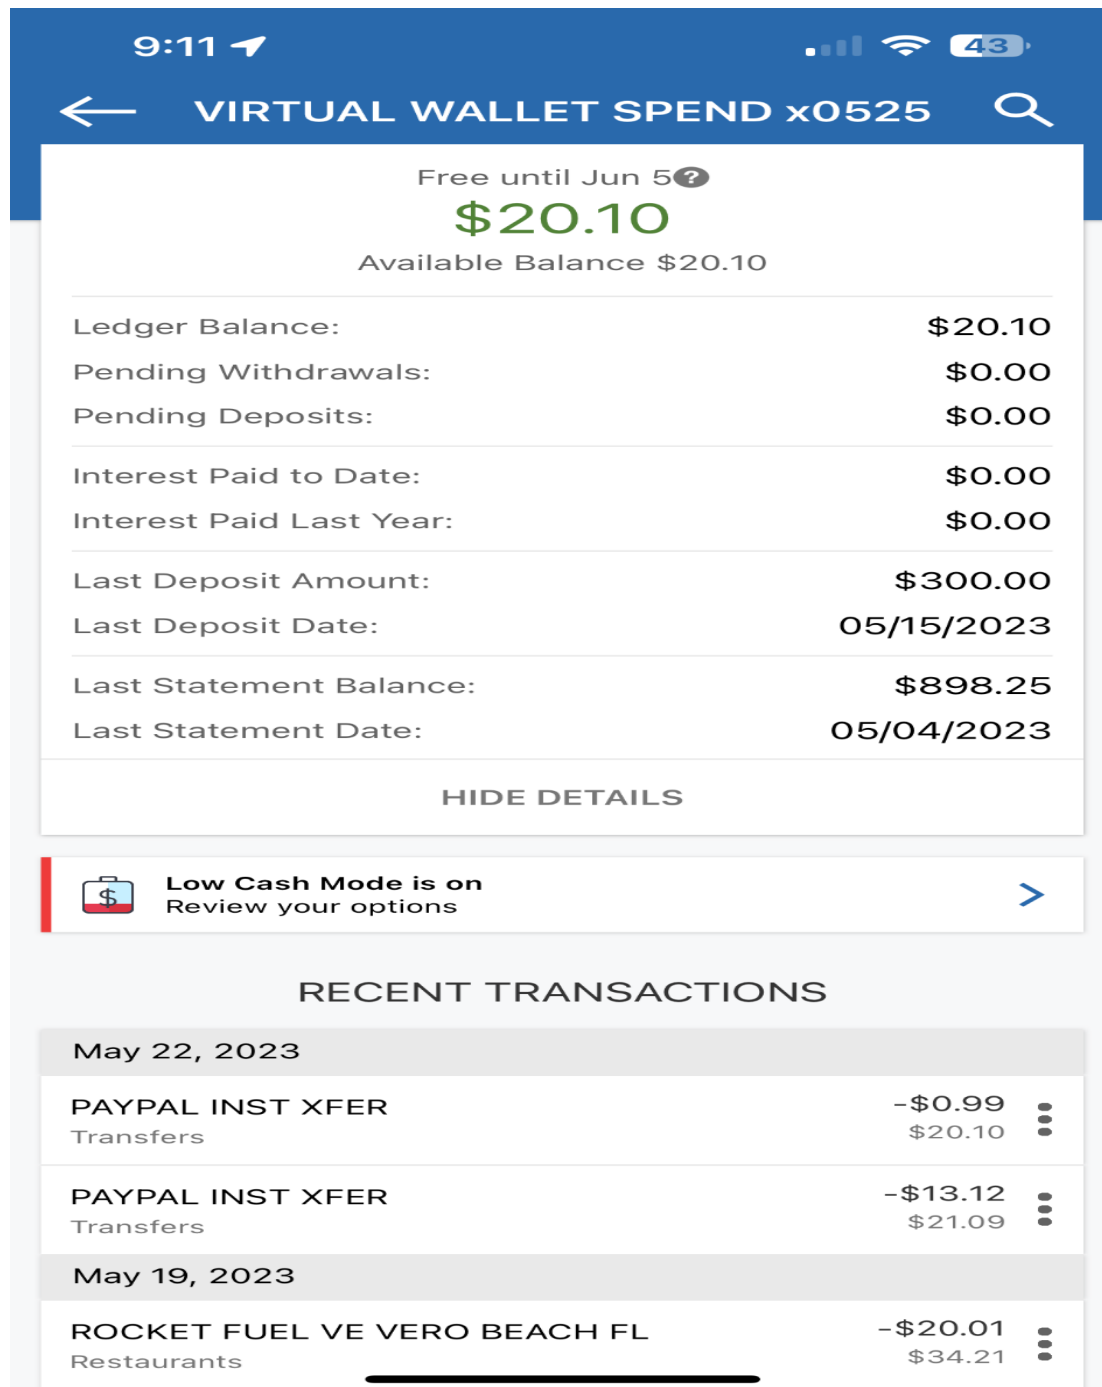 9:11
43
VIRTUAL WALLET SPEND x0525
Free until Jun 5?
$20.10
Available Balance $20.10
Ledger Balance: $20.10
Pending Withdrawals: $0.00
Pending Deposits: $0.00
Interest Paid to Date: $0.00
Interest Paid Last Year: $0.00
Last Deposit Amount: $300.00
Last Deposit Date: 05/15/2023
Last Statement Balance: $898.25
Last Statement Date: 05/04/2023
HIDE DETAILS
$
Low Cash Mode is on
Review your options
RECENT TRANSACTIONS
May 22, 2023
PAYPAL INST XFER -$0.99
Transfers $20.10
PAYPAL INST XFER -$13.12
Transfers $21.09
May 19, 2023
ROCKET FUEL VE VERO BEACH FL -$20.01
Restaurants $34.21